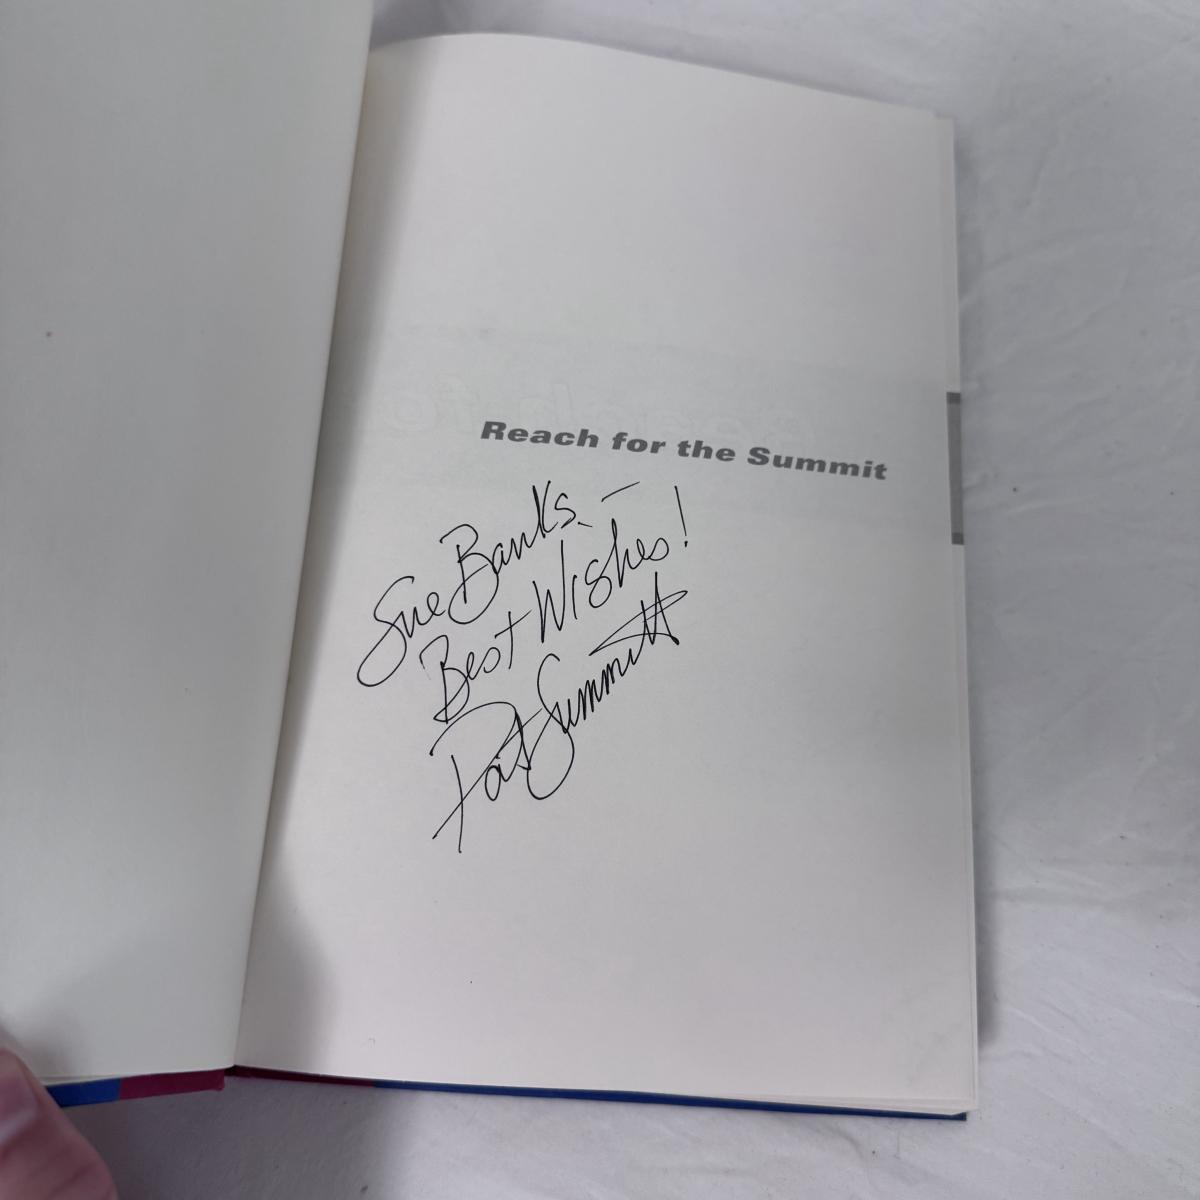 Reach for the Summit
Sue Banks -
Best Wishes!
Pat Summitt